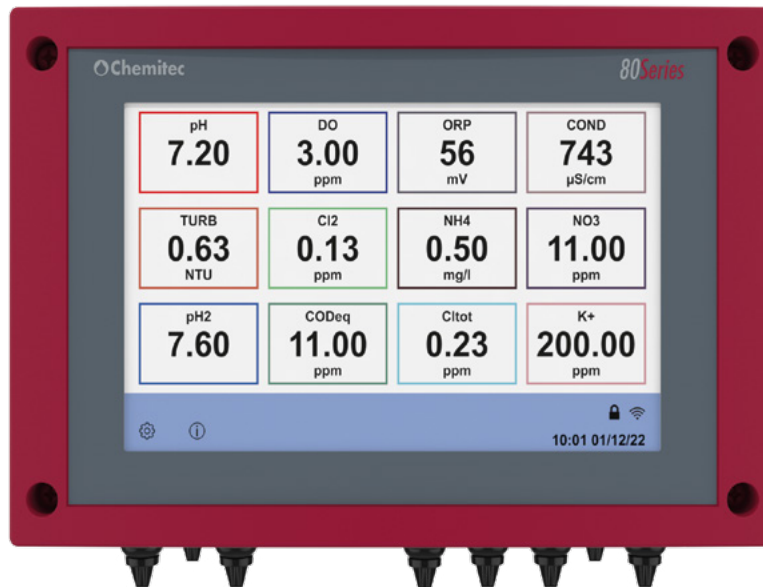 Chemitec
80Series
pH
7.20
DO
3.00
ppm
ORP
56
mV
COND
743
µS/cm
TURB
0.63
NTU
Cl2
0.13
ppm
NH4
0.50
mg/l
NO3
11.00
ppm
pH2
7.60
CODeq
11.00
ppm
Cltot
0.23
ppm
K+
200.00
ppm
10:01 01/12/22